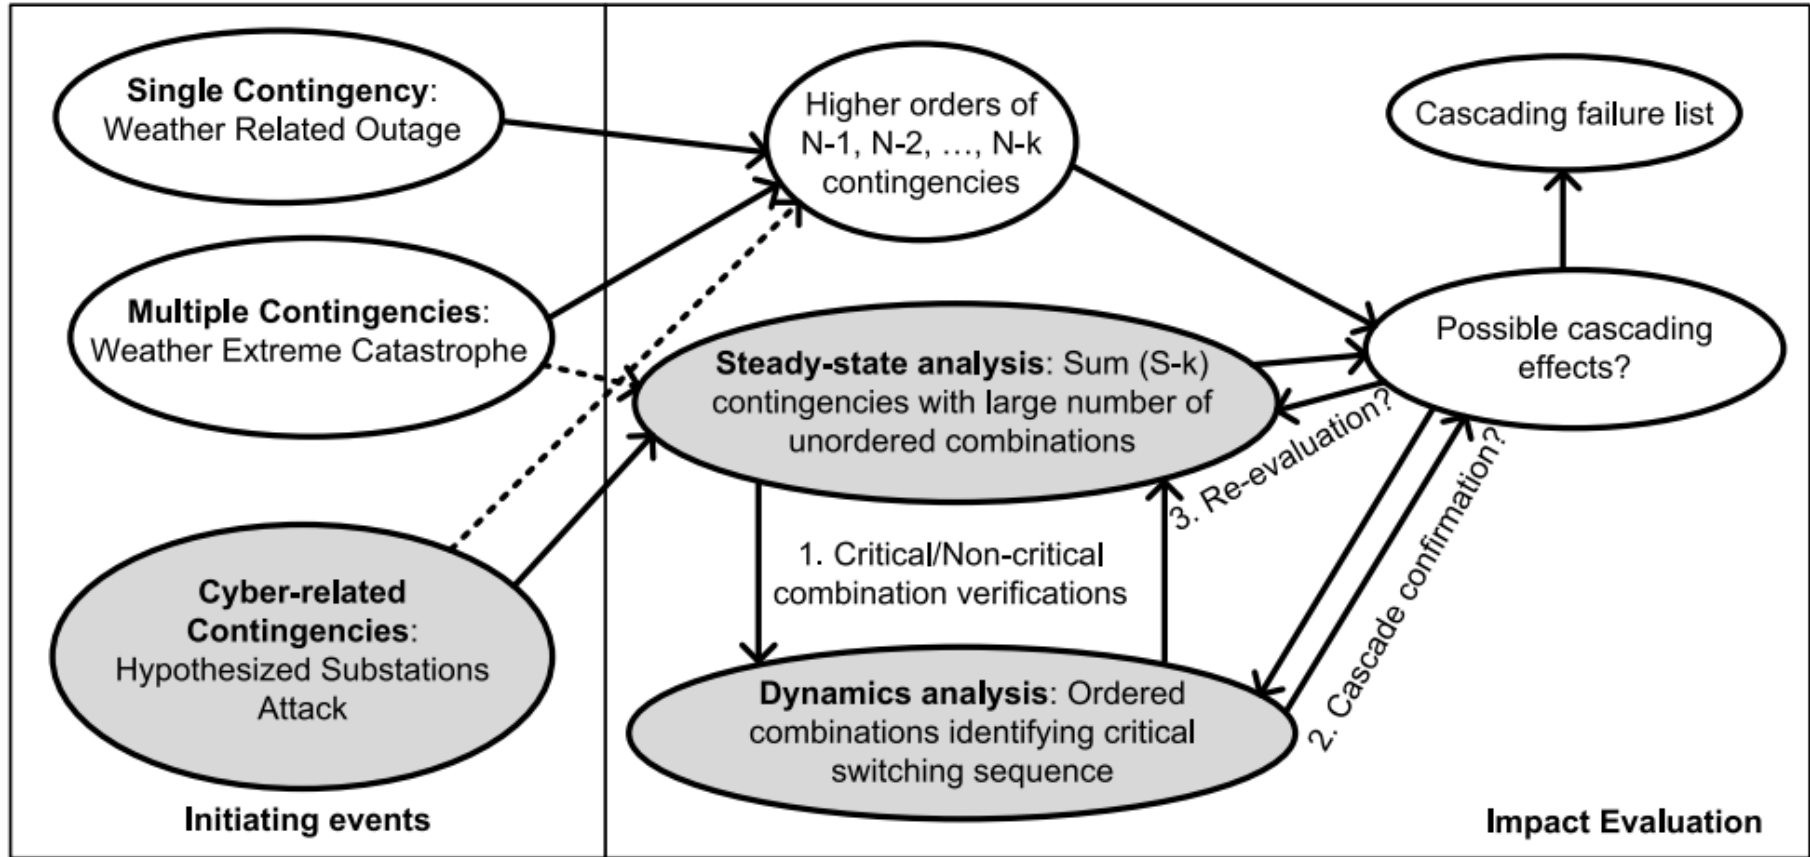 Single Contingency:
Weather Related Outage
Multiple Contingencies:
Weather Extreme Catastrophe
Cyber-related
Contingencies:
Hypothesized Substations
Attack
Initiating events
Higher orders of
N-1, N-2, …, N-k
contingencies
Steady-state analysis: Sum (S-k)
contingencies with large number of
unordered combinations
1. Critical/Non-critical
combination verifications
Dynamics analysis: Ordered
combinations identifying critical
switching sequence
Cascading failure list
Possible cascading
effects?
3. Re-evaluation?
2. Cascade confirmation?
Impact Evaluation